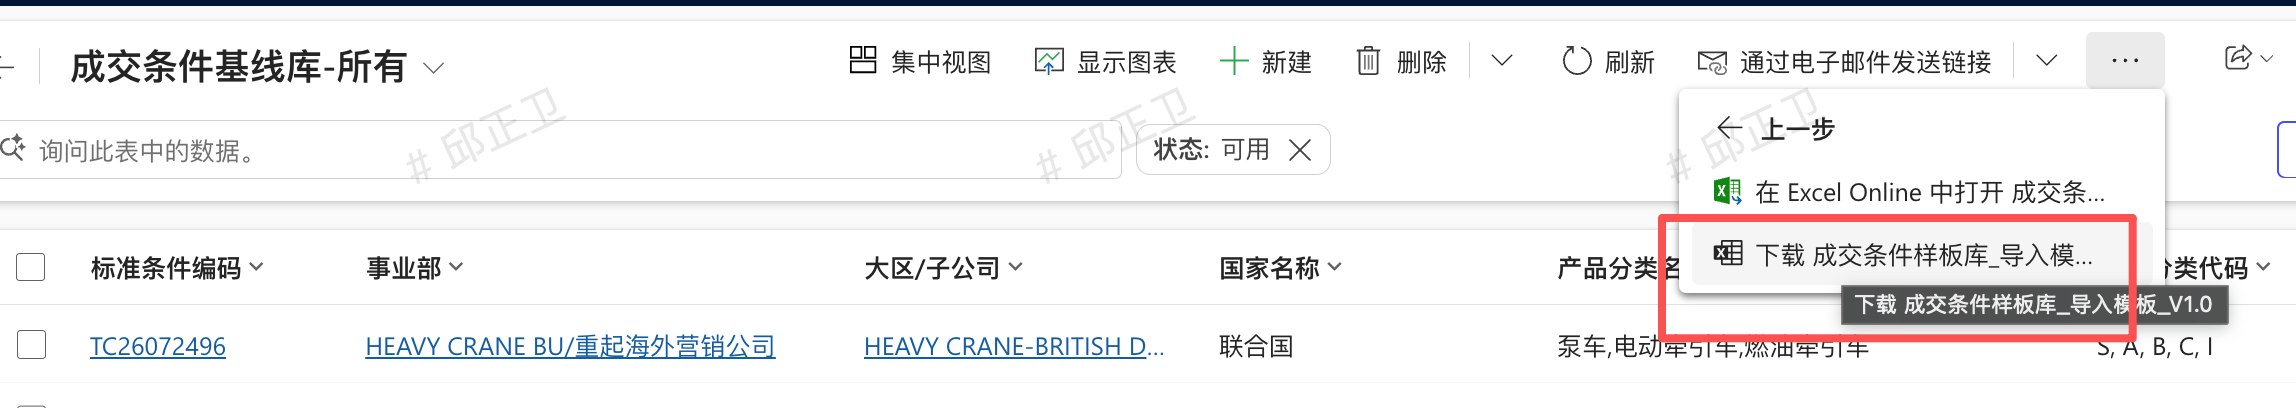 成交条件基线库-所有
集中视图
显示图表
新建
删除
刷新
通过电子邮件发送链接
...
询问此表中的数据。
状态: 可用
上一步
在 Excel Online 中打开 成交条...
下载 成交条件样板库_导入模...
下载 成交条件样板库_导入模板_V1.0
标准条件编码
事业部
大区/子公司
国家名称
产品分类名
分类代码
TC26072496
HEAVY CRANE BU/重起海外营销公司
HEAVY CRANE-BRITISH D...
联合国
泵车,电动牵引车,燃油牵引车
S, A, B, C, I
# 邱正卫
# 邱正卫
# 邱正卫